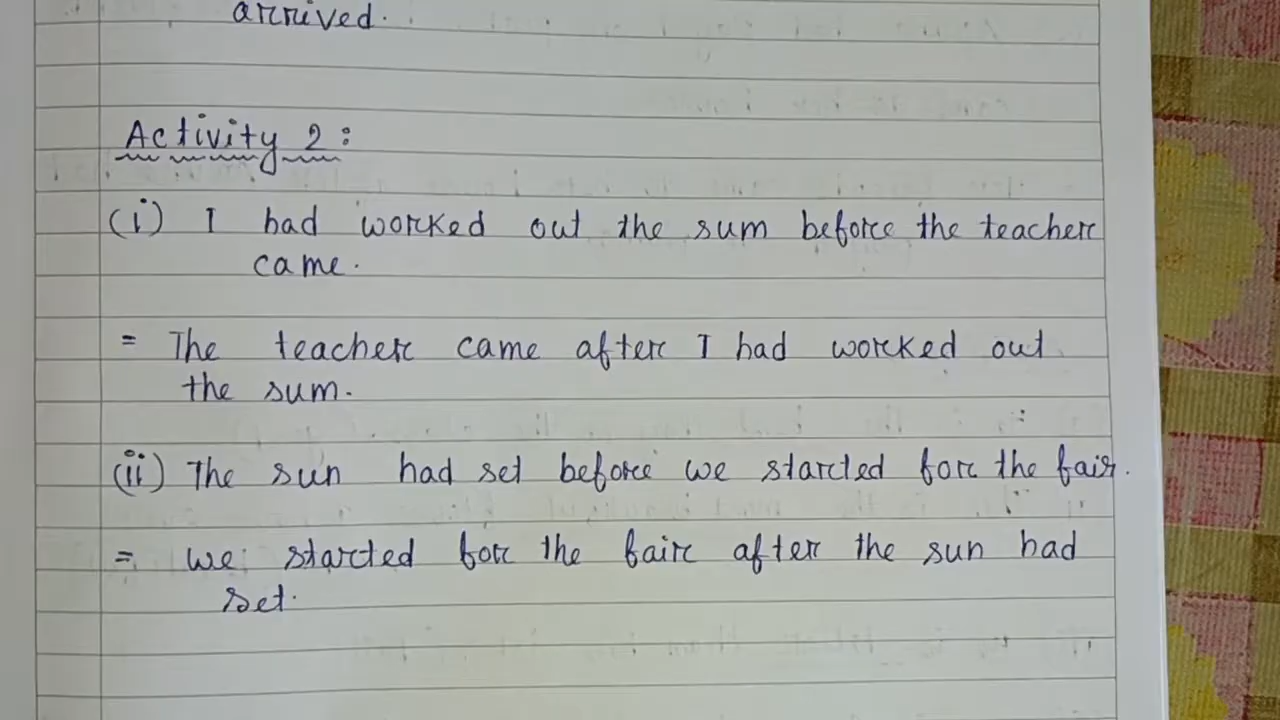 arrived.
Activity 2:
(i) I had worked out the sum before the teacher
came.
= The teacher came after I had worked out
the sum.
(ii) The sun had set before we started for the fair.
= We started for the fair after the sun had
set.